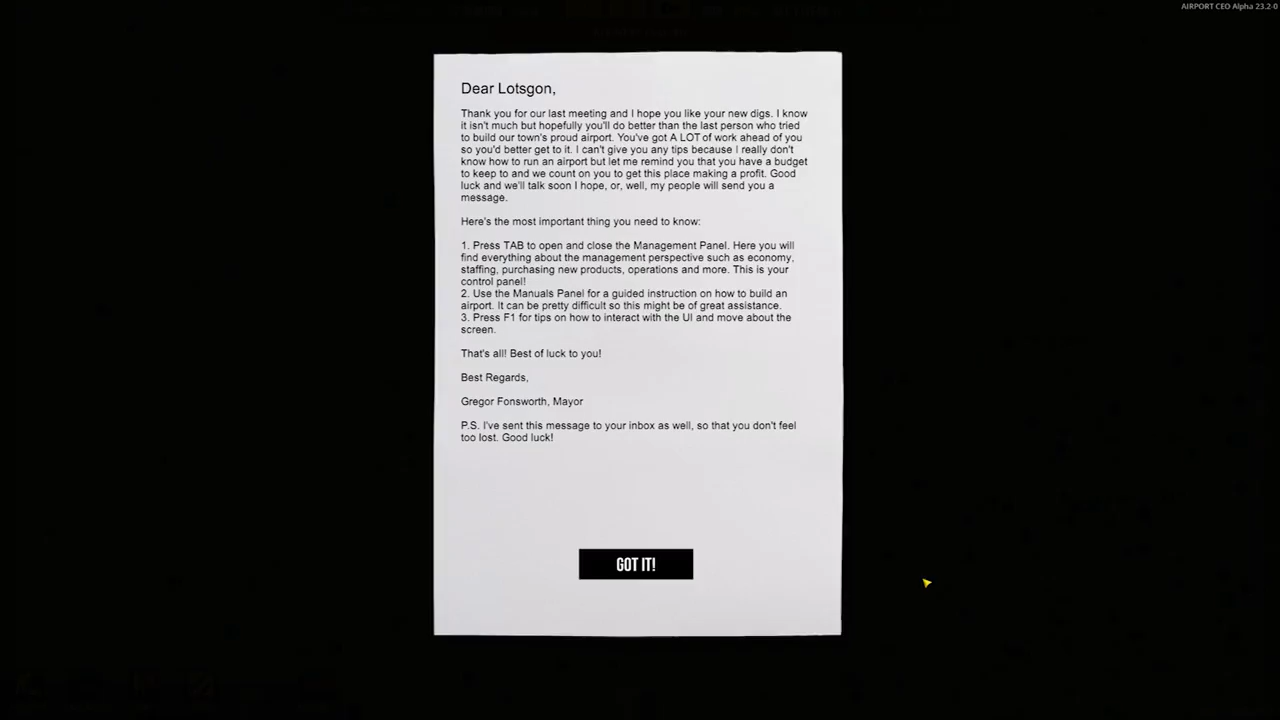 AIRPORT CEO Alpha 23.2-0
Dear Lotsgon,
Thank you for our last meeting and I hope you like your new digs. I know
it isn't much but hopefully you'll do better than the last person who tried
to build our town's proud airport. You've got A LOT of work ahead of you
so you'd better get to it. I can't give you any tips because I really don't
know how to run an airport but let me remind you that you have a budget
to keep to and we count on you to get this place making a profit. Good
luck and we'll talk soon I hope, or, well, my people will send you a
message.
Here's the most important thing you need to know:
1. Press TAB to open and close the Management Panel. Here you will
find everything about the management perspective such as economy,
staffing, purchasing new products, operations and more. This is your
control panel!
2. Use the Manuals Panel for a guided instruction on how to build an
airport. It can be pretty difficult so this might be of great assistance.
3. Press F1 for tips on how to interact with the UI and move about the
screen.
That's all! Best of luck to you!
Best Regards,
Gregor Fonsworth, Mayor
P.S. I've sent this message to your inbox as well, so that you don't feel
too lost. Good luck!
GOT IT!